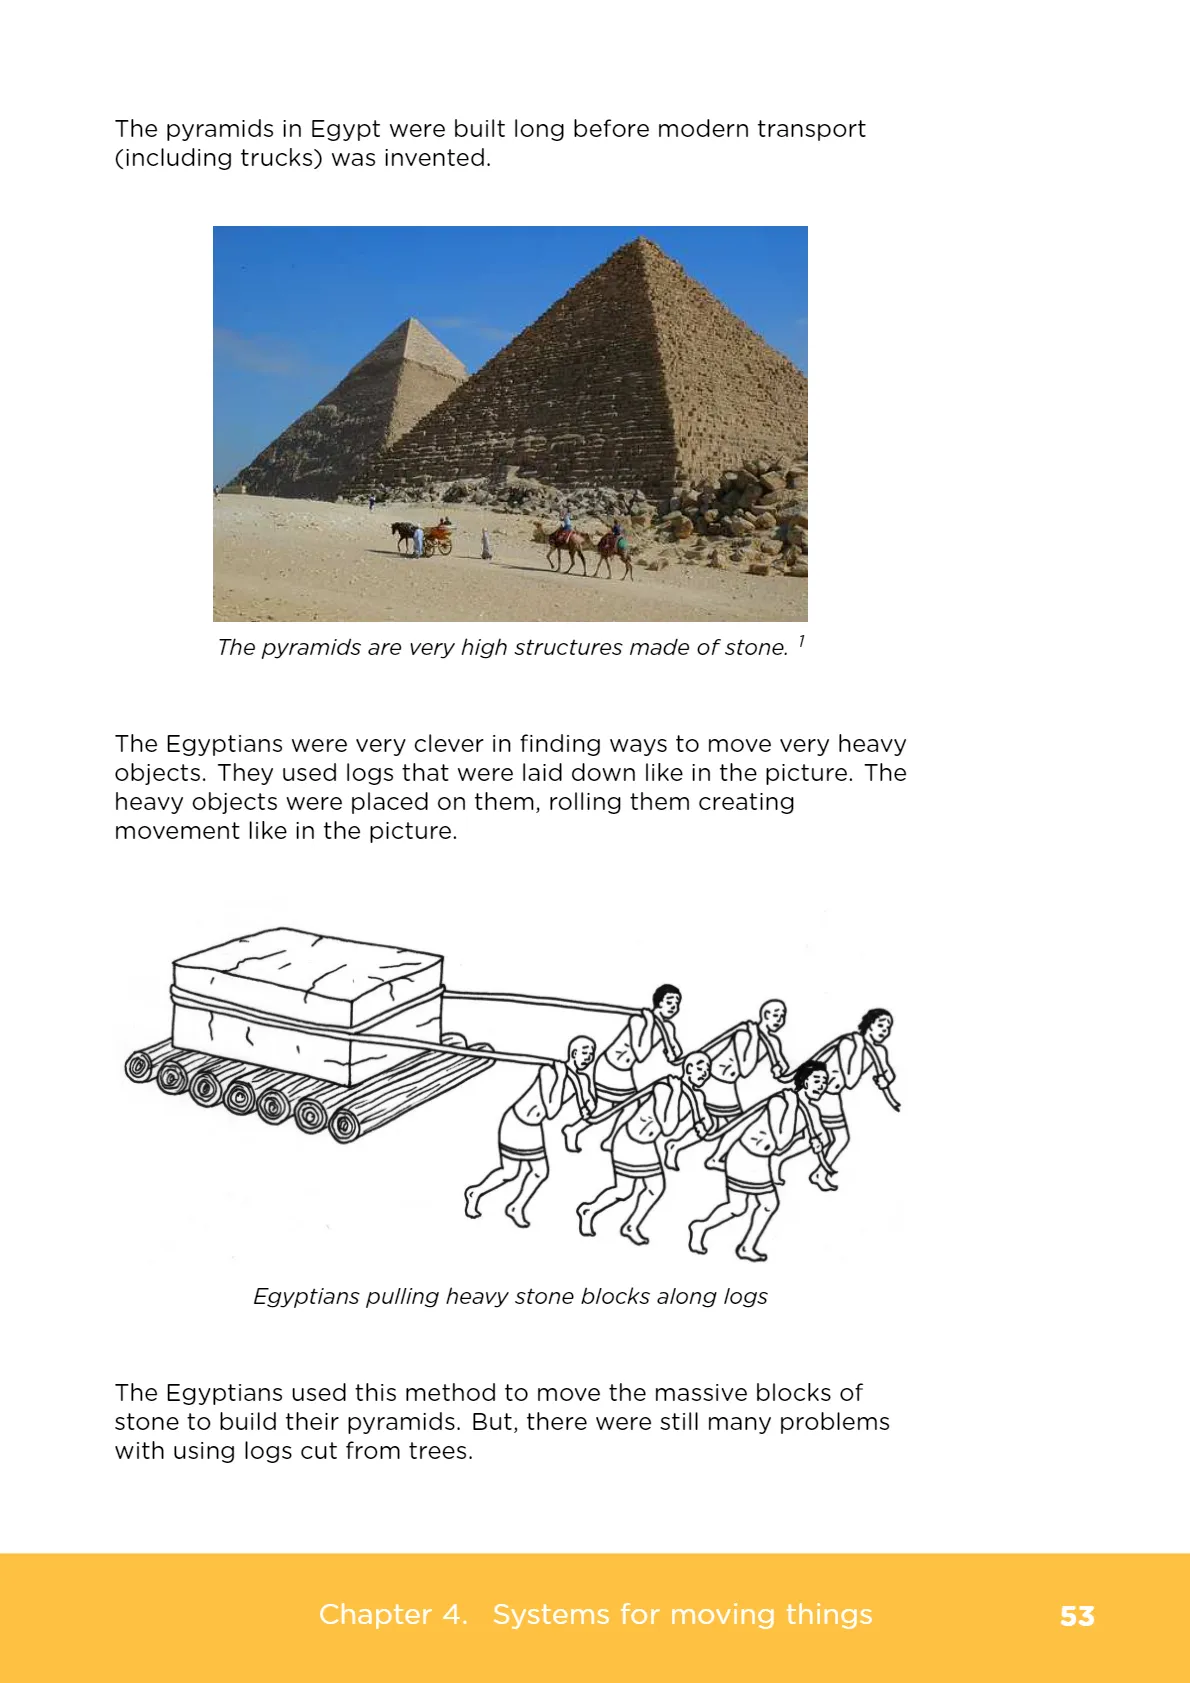 The pyramids in Egypt were built long before modern transport
(including trucks) was invented.
The pyramids are very high structures made of stone. 1
The Egyptians were very clever in finding ways to move very heavy
objects. They used logs that were laid down like in the picture. The
heavy objects were placed on them, rolling them creating
movement like in the picture.
Egyptians pulling heavy stone blocks along logs
The Egyptians used this method to move the massive blocks of
stone to build their pyramids. But, there were still many problems
with using logs cut from trees.
Chapter 4. Systems for moving things 53